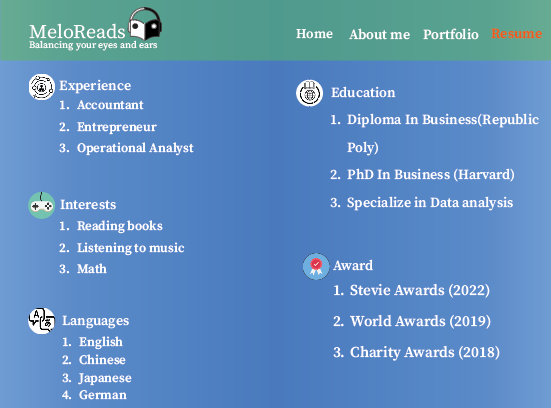 MeloReads
Balancing your eyes and ears
Home About me Portfolio Resume
Experience
1. Accountant
2. Entrepreneur
3. Operational Analyst
Interests
1. Reading books
2. Listening to music
3. Math
Languages
1. English
2. Chinese
3. Japanese
4. German
Education
1. Diploma In Business(Republic
Poly)
2. PhD In Business (Harvard)
3. Specialize in Data analysis
Award
1. Stevie Awards (2022)
2. World Awards (2019)
3. Charity Awards (2018)